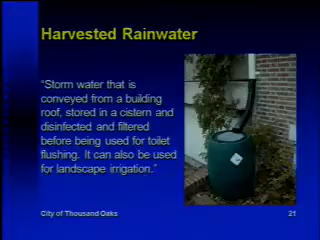 Harvested Rainwater
“Storm water that is
conveyed from a building
roof, stored in a cistern and
disinfected and filtered
before being used for toilet
flushing. It can also be used
for landscape irrigation.”
City of Thousand Oaks
21